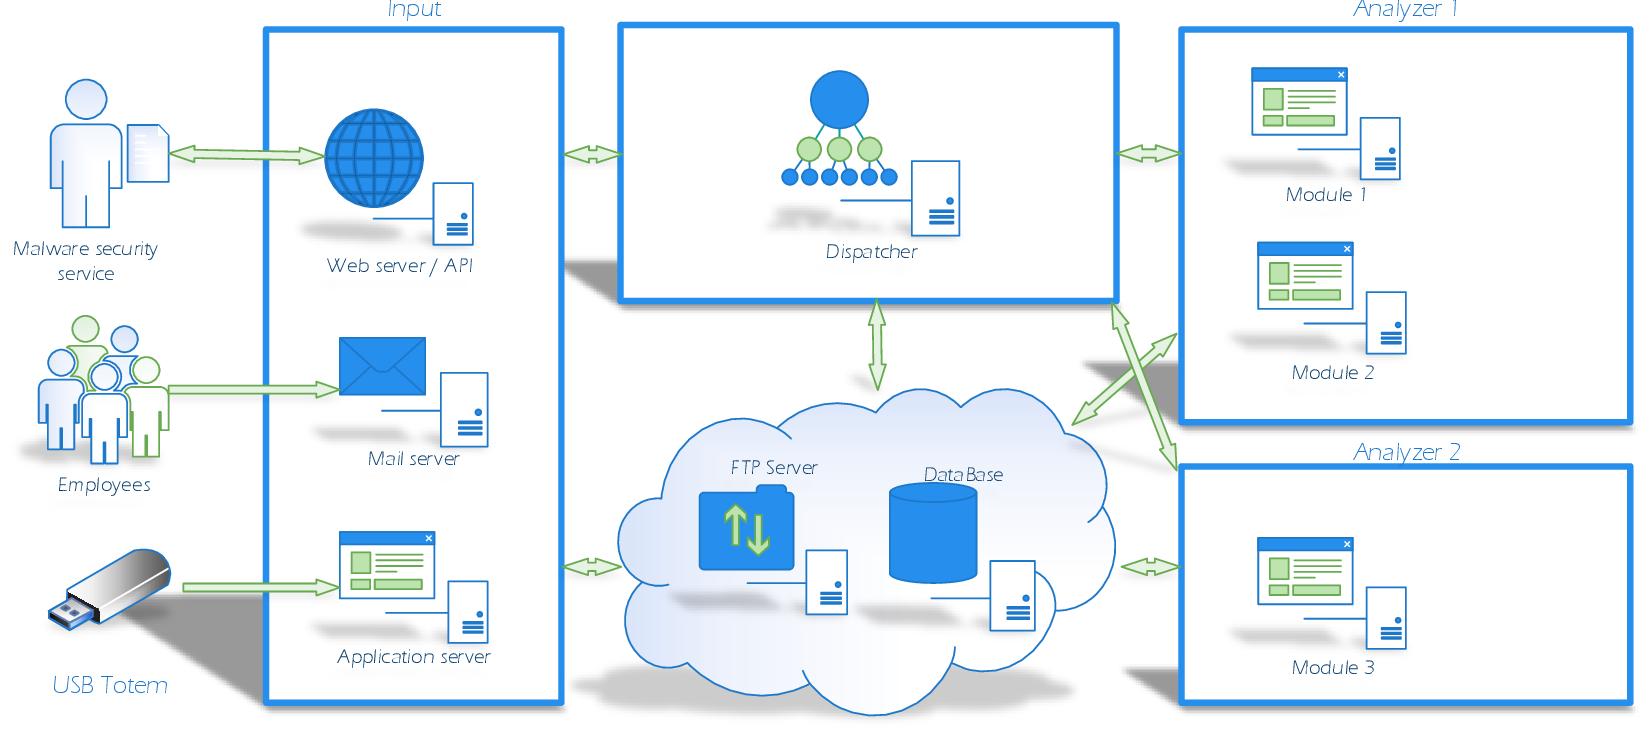 Input
Analyzer 1
Malware security
service
Web server / API
Dispatcher
Module 1
Module 2
Employees
Mail server
FTP Server
DataBase
Analyzer 2
USB Totem
Application server
Module 3